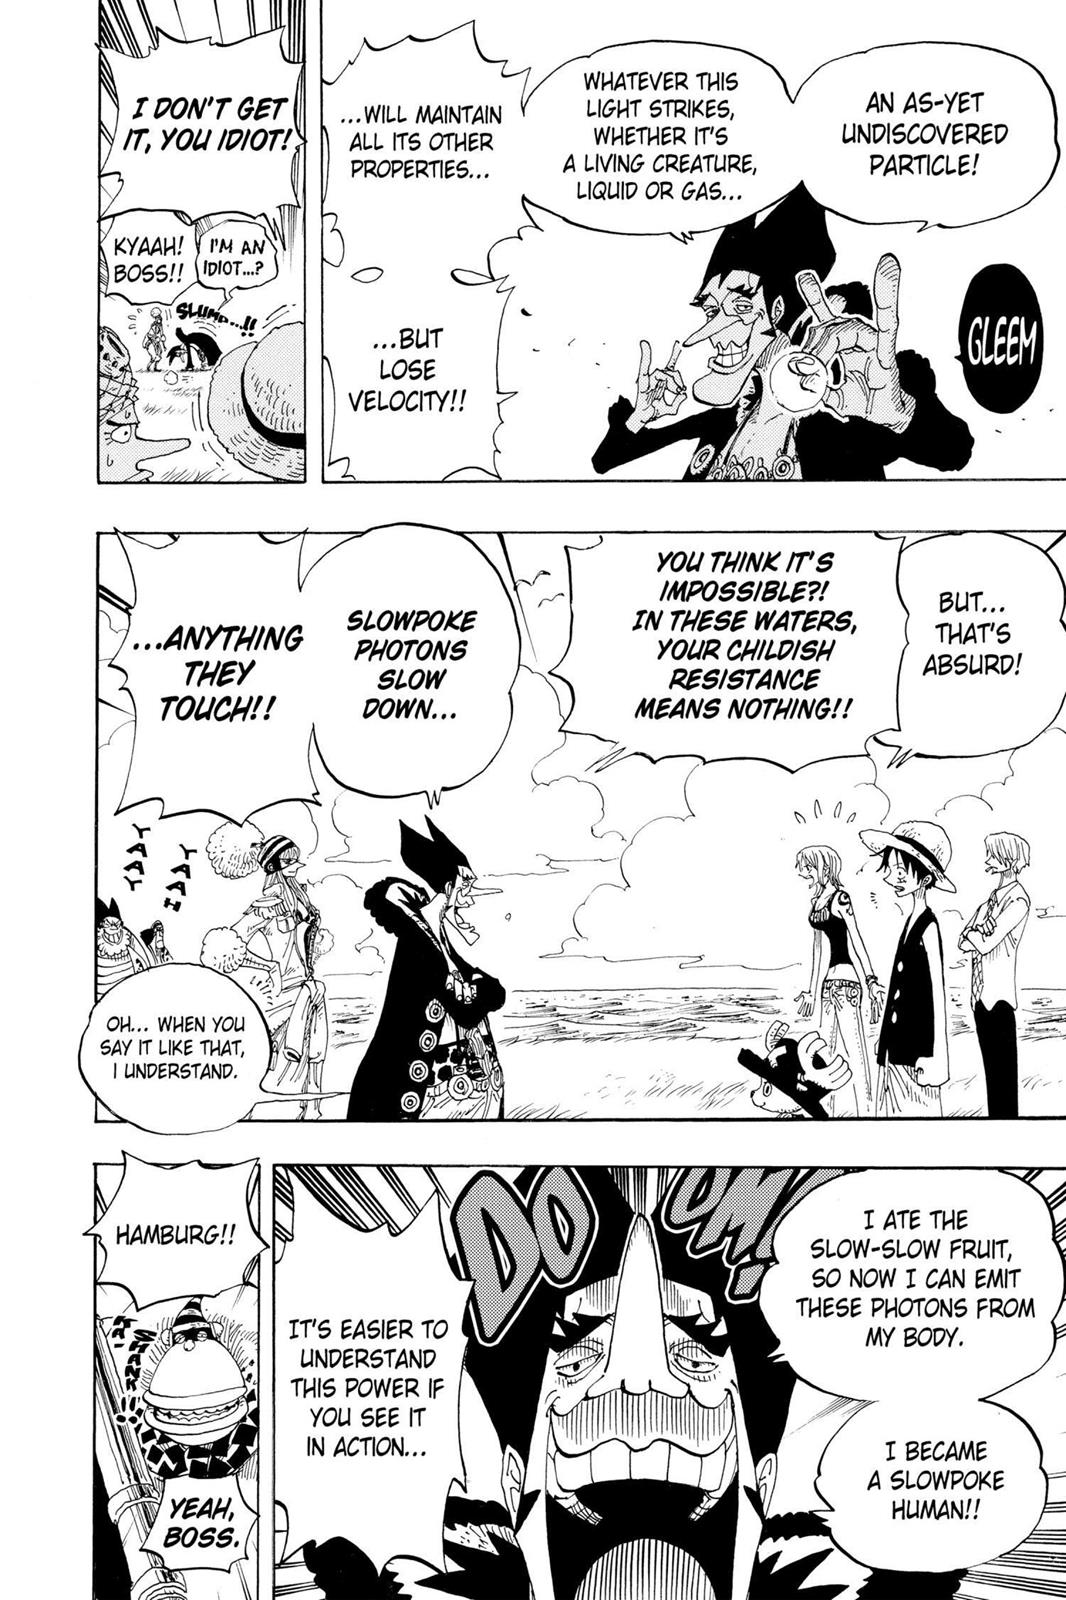 AN AS-YET
UNDISCOVERED
PARTICLE!
GLEEM
WHATEVER THIS
LIGHT STRIKES,
WHETHER IT'S
A LIVING CREATURE,
LIQUID OR GAS...
...WILL MAINTAIN
ALL ITS OTHER
PROPERTIES...
...BUT
LOSE
VELOCITY!!
I DON'T GET
IT, YOU IDIOT!
I'M AN
IDIOT...?
KYAAH!
BOSS!!
SLUMP...!!
BUT...
THAT'S
ABSURD!
YOU THINK IT'S
IMPOSSIBLE?!
IN THESE WATERS,
YOUR CHILDISH
RESISTANCE
MEANS NOTHING!!
SLOWPOKE
PHOTONS
SLOW
DOWN...
...ANYTHING
THEY
TOUCH!!
YAAY
YAAY
OH... WHEN YOU
SAY IT LIKE THAT,
I UNDERSTAND.
I ATE THE
SLOW-SLOW FRUIT,
SO NOW I CAN EMIT
THESE PHOTONS FROM
MY BODY.
I BECAME
A SLOWPOKE
HUMAN!!
DOOOM!
IT'S EASIER TO
UNDERSTAND
THIS POWER IF
YOU SEE IT
IN ACTION...
HAMBURG!!
KA-
SHANK!!
YEAH,
BOSS.